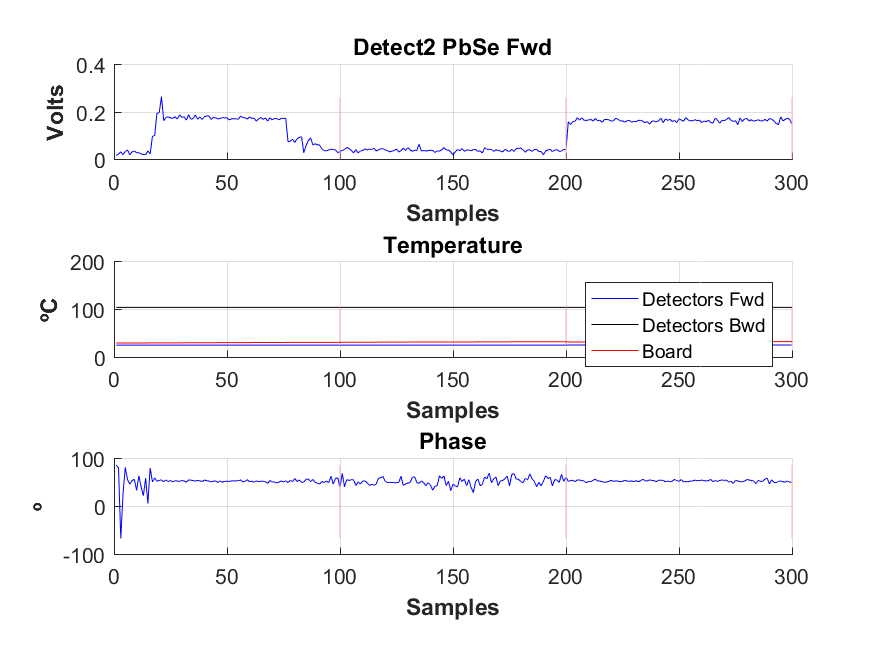 Detect2 PbSe Fwd
0.4
0.2
0
Volts
0 50 100 150 200 250 300
Samples
Temperature
200
100
0
ºC
Detectors Fwd
Detectors Bwd
Board
0 50 100 150 200 250 300
Samples
Phase
100
0
-100
º
0 50 100 150 200 250 300
Samples